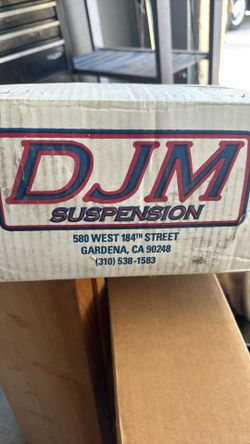 DJM
SUSPENSION
580 WEST 184TH STREET
GARDENA, CA 90248
(310) 538-1583